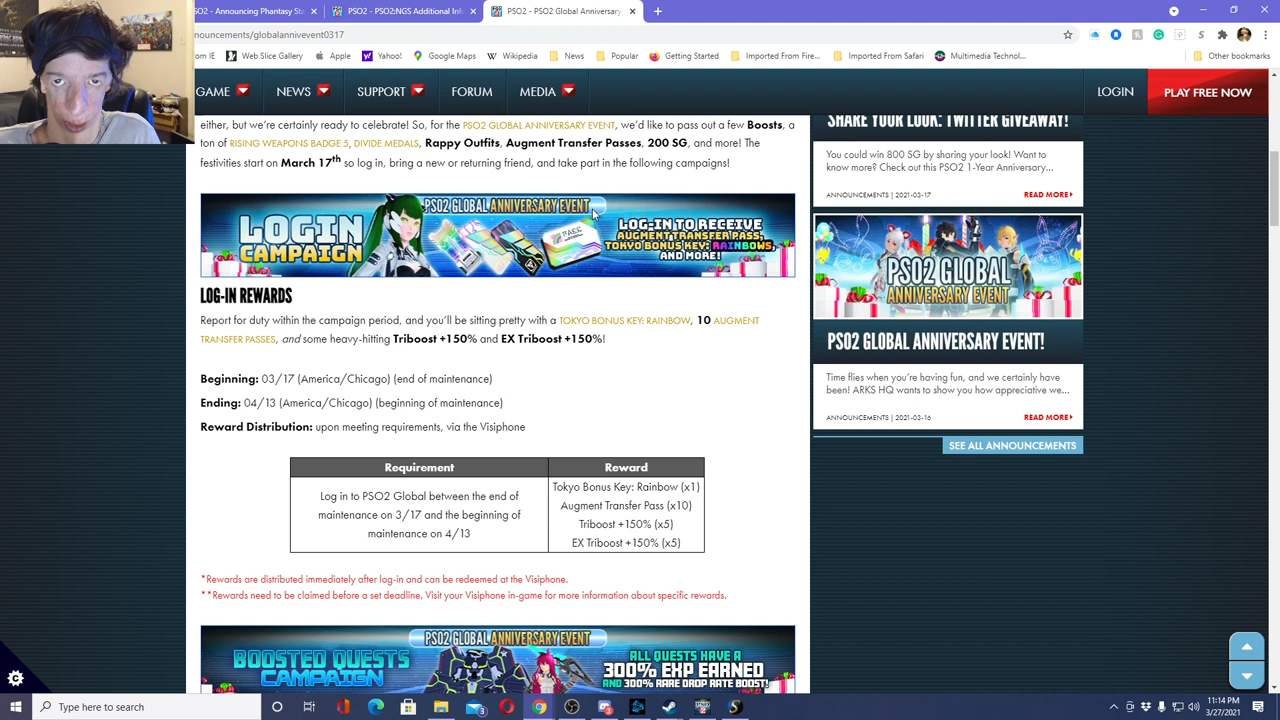 PSO2 - Announcing Phantasy Sta
PSO2 - PSO2 - Additional Inf
PSO2 - PSO2 - Global Anniversary
nnouncements/globalannivevent0317
om IE
Web Slice Gallery
Apple
Yahoo!
Google Maps
Wikipedia
News
Popular
Getting Started
Imported From Fire...
Imported From Safari
Multimedia Technol...
Other bookmarks
GAME
NEWS
SUPPORT
FORUM
MEDIA
LOGIN
PLAY FREE NOW
either, but we're certainly ready to celebrate! So, for the PSO2 GLOBAL ANNIVERSARY EVENT, we'd like to pass out a few Boosts, a
ton of RISING WEAPONS BADGE 5, DIVIDE MEDALS, Rappy Outfits, Augment Transfer Passes, 200 SG, and more! The
festivities start on March 17th so log in, bring a new or returning friend, and take part in the following campaigns!
PSO2 GLOBAL ANNIVERSARY EVENT
LOGIN
CAMPAIGN
PASS
LOG-IN TO RECEIVE
AUGMENT TRANSFER PASS,
TOKYO BONUS KEY: RAINBOWS,
AND MORE!
LOG-IN REWARDS
Report for duty within the campaign period, and you'll be sitting pretty with a TOKYO BONUS KEY: RAINBOW, 10 AUGMENT
TRANSFER PASSES, and some heavy-hitting Triboost +150% and EX Triboost +150%!
Beginning: 03/17 (America/Chicago) (end of maintenance)
Ending: 04/13 (America/Chicago) (beginning of maintenance)
Reward Distribution: upon meeting requirements, via the Visiphone
Requirement
Reward
Log in to PSO2 Global between the end of
maintenance on 3/17 and the beginning of
maintenance on 4/13
Tokyo Bonus Key: Rainbow (x1)
Augment Transfer Pass (x10)
Triboost +150% (x5)
EX Triboost +150% (x5)
*Rewards are distributed immediately after log-in and can be redeemed at the Visiphone.
**Rewards need to be claimed before a set deadline. Visit your Visiphone in-game for more information about specific rewards.
PSO2 GLOBAL ANNIVERSARY EVENT
BOOSTED QUESTS
CAMPAIGN
ALL QUESTS HAVE A
300% EXP EARNED
AND 300% RARE DROP RATE BOOST!
SHARE YOUR LOOK: TWITTER GIVEAWAY!
You could win 800 SG by sharing your look! Want to
know more? Check out this PSO2 1-Year Anniversary...
ANNOUNCEMENTS | 2021-03-17
READ MORE
PSO2 GLOBAL
ANNIVERSARY EVENT
PSO2 GLOBAL ANNIVERSARY EVENT!
Time flies when you're having fun, and we certainly have
been! ARKS HQ wants to show you how appreciative we...
ANNOUNCEMENTS | 2021-03-16
READ MORE
SEE ALL ANNOUNCEMENTS
Type here to search
11:14 PM
3/27/2021